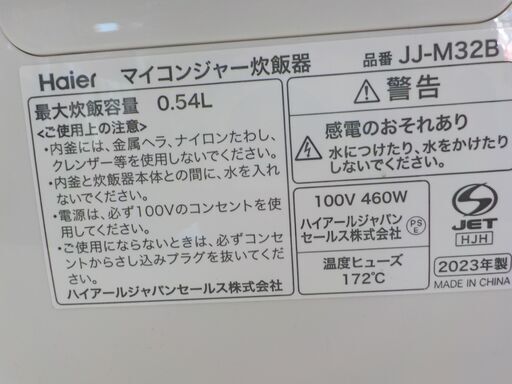 Haier マイコンジャー炊飯器 品番 JJ-M32B
最大炊飯容量 0.54L
<ご使用上の注意>
・内釜には、金属ヘラ、ナイロンたわし、
クレンザー等を使用しないでください。
・内釜と炊飯器本体との間に、水を入れ
ないでください。
・電源は、必ず100Vのコンセントを使
用してください。
・ご使用にならないときは、必ずコンセ
ントからさし込みプラグを抜いてください。
ハイアールジャパンセールス株式会社
警告
感電のおそれあり
水につけたり、水をかけたり
しないでください。
100V 460W
ハイアールジャパン
セールス株式会社
PS
E
温度ヒューズ
172℃
S
JET
HJH
2023年製
MADE IN CHINA